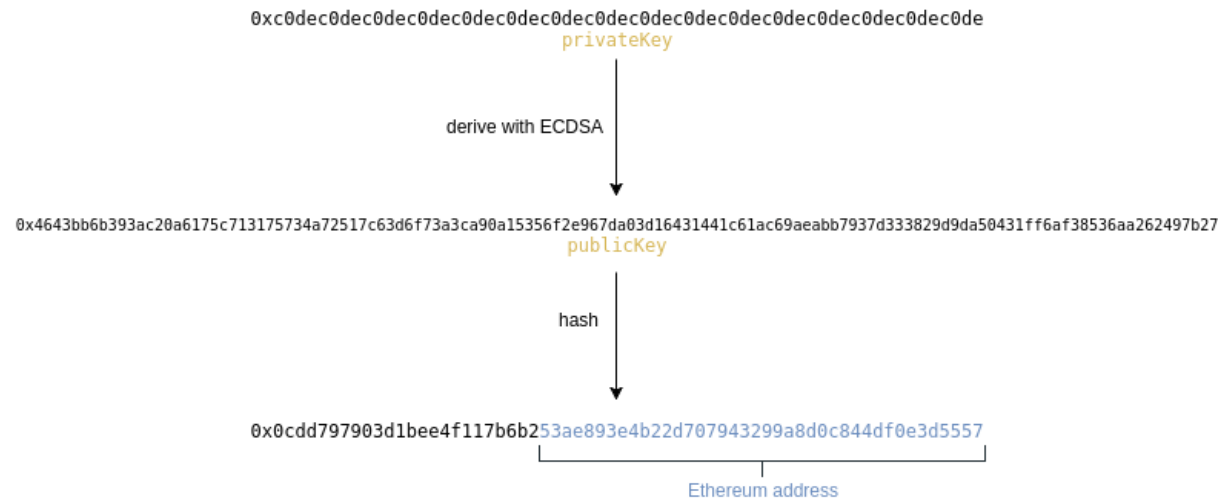 0xc0dec0dec0dec0dec0dec0dec0dec0dec0dec0dec0dec0dec0dec0dec0dec0de
privateKey
derive with ECDSA
0x4643bb6b393ac20a6175c713175734a72517c63d6f73a3ca90a15356f2e967da03d16431441c61ac69aeabb7937d333829d9da50431ff6af38536aa262497b27
publicKey
hash
0x0cdd797903d1bee4f117b6b253ae893e4b22d707943299a8d0c844df0e3d5557
Ethereum address